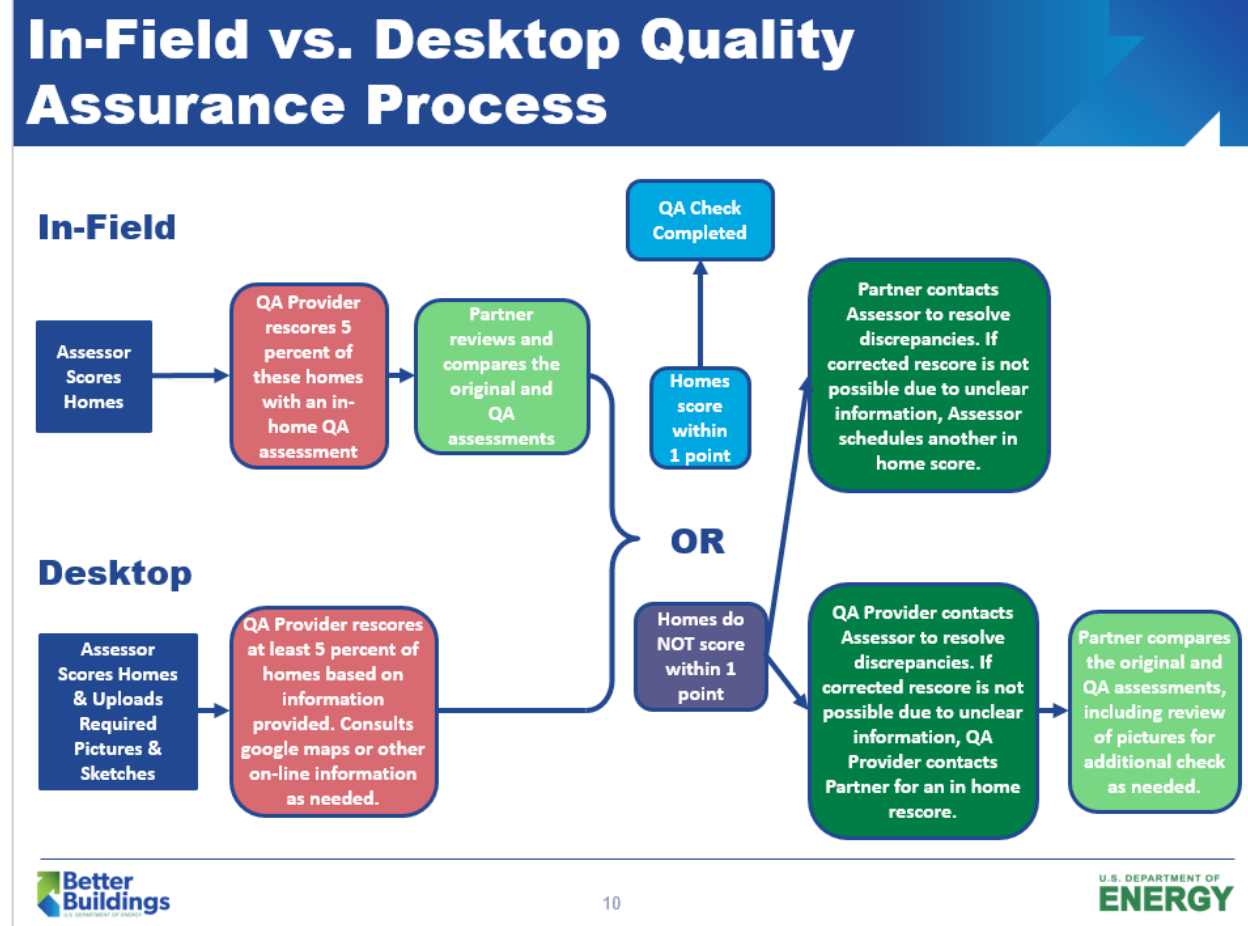 In-Field vs. Desktop Quality
Assurance Process
In-Field
Assessor
Scores
Homes
QA Provider
rescores 5
percent of
these homes
with an in-
home QA
assessment
Partner
reviews and
compares the
original and
QA
assessments
QA Check
Completed
Homes
score
within
1 point
Partner contacts
Assessor to resolve
discrepancies. If
corrected rescore is not
possible due to unclear
information, Assessor
schedules another in
home score.
OR
Desktop
Assessor
Scores Homes
& Uploads
Required
Pictures &
Sketches
QA Provider rescores
at least 5 percent of
homes based on
information
provided. Consults
google maps or other
on-line information
as needed.
Homes do
NOT score
within 1
point
QA Provider contacts
Assessor to resolve
discrepancies. If
corrected rescore is not
possible due to unclear
information, QA
Provider contacts
Partner for an in home
rescore.
Partner compares
the original and
QA assessments,
including review
of pictures for
additional check
as needed.
Better
Buildings
U.S. DEPARTMENT OF ENERGY
10
U.S. DEPARTMENT OF
ENERGY